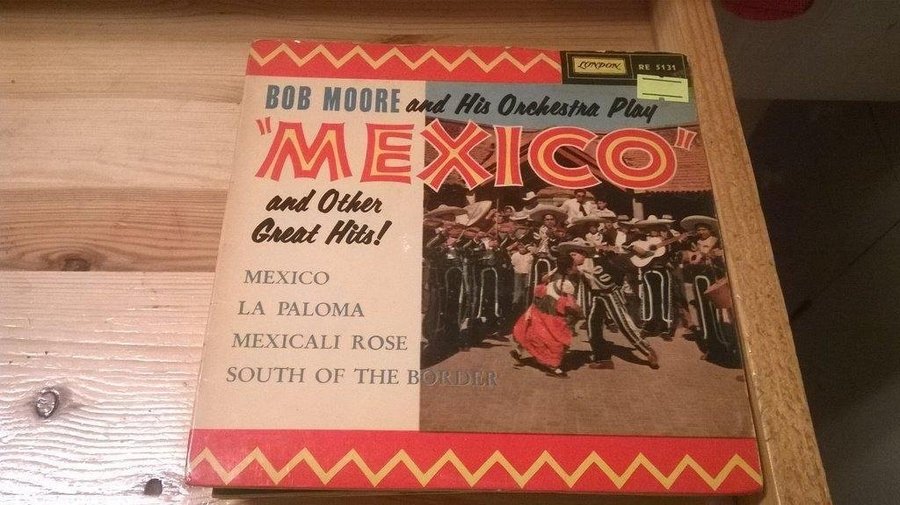 LONDON RE 5131
BOB MOORE and His Orchestra Play
"MEXICO"
and Other
Great Hits!
MEXICO
LA PALOMA
MEXICALI ROSE
SOUTH OF THE BORDER